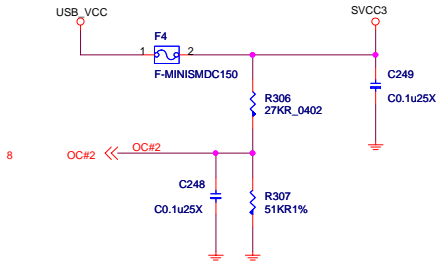 USB_VCC
SVCC3
F4
1
2
F-MINISMDC150
C249
C0.1u25X
R306
27KR_0402
8
OC#2
OC#2
C248
C0.1u25X
R307
51KR1%